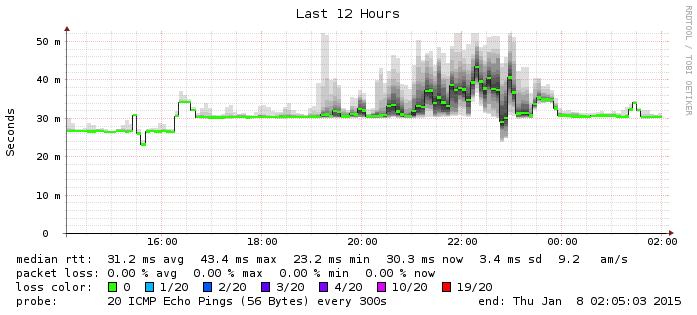 Last 12 Hours
RRDTOOL / TOBI OETIKER
Seconds
50 m
40 m
30 m
20 m
10 m
0
16:00 18:00 20:00 22:00 00:00 02:00
median rtt: 31.2 ms avg 43.4 ms max 23.2 ms min 30.3 ms now 3.4 ms sd 9.2 am/s
packet loss: 0.00 % avg 0.00 % max 0.00 % min 0.00 % now
loss color: 0 1/20 2/20 3/20 4/20 10/20 19/20
probe: 20 ICMP Echo Pings (56 Bytes) every 300s end: Thu Jan 8 02:05:03 2015